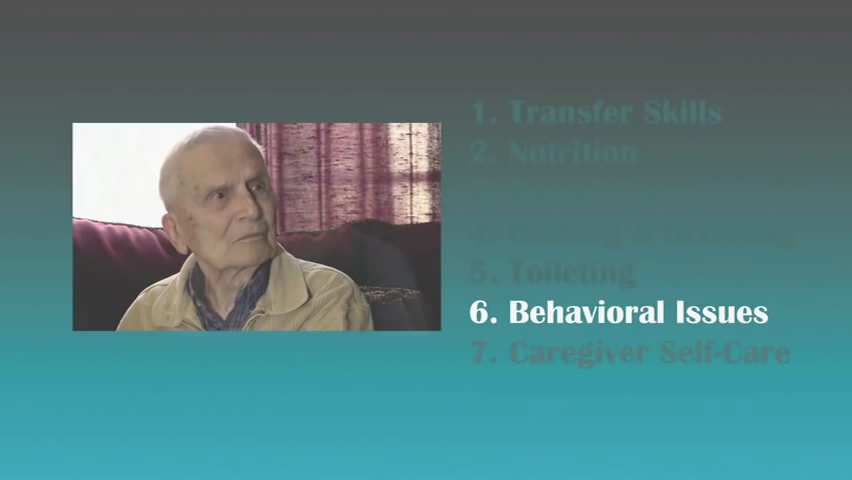 1. Transfer Skills
2. Nutrition
5. Toileting
6. Behavioral Issues
7. Caregiver Self-Care